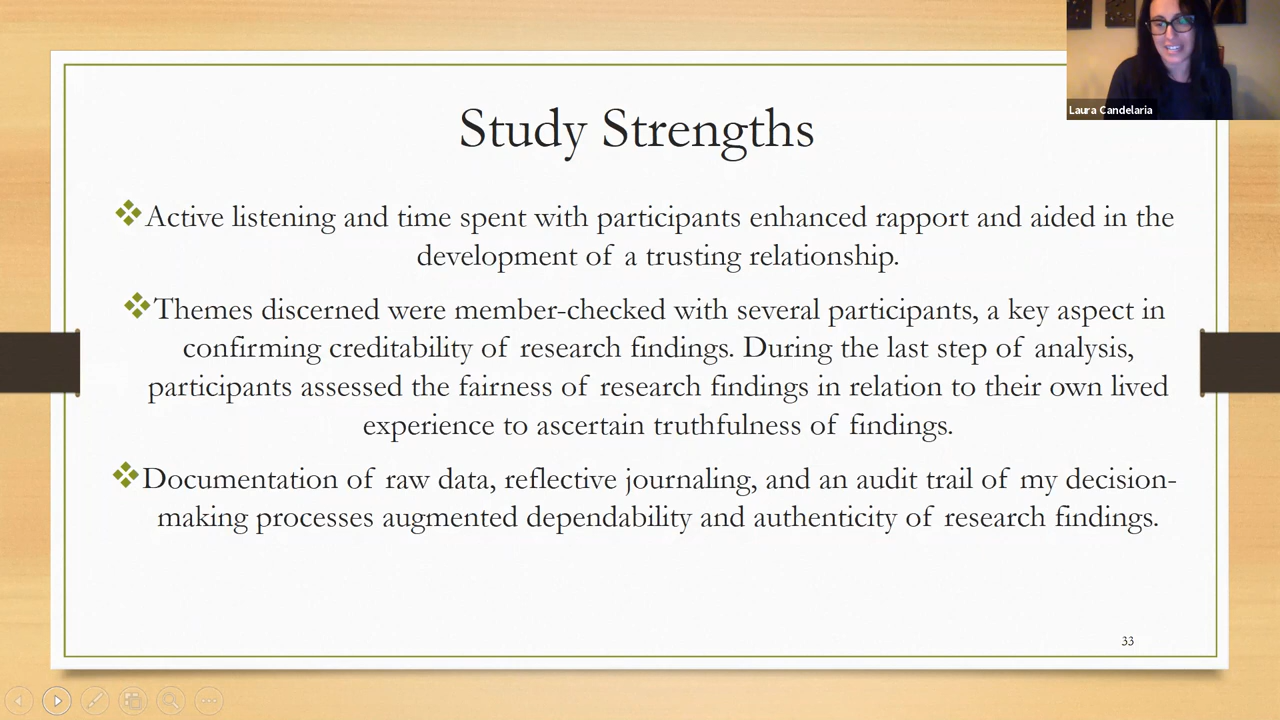 Laura Candelaria
Study Strengths
Active listening and time spent with participants enhanced rapport and aided in the
development of a trusting relationship.
Themes discerned were member-checked with several participants, a key aspect in
confirming creditability of research findings. During the last step of analysis,
participants assessed the fairness of research findings in relation to their own lived
experience to ascertain truthfulness of findings.
Documentation of raw data, reflective journaling, and an audit trail of my decision-
making processes augmented dependability and authenticity of research findings.
33